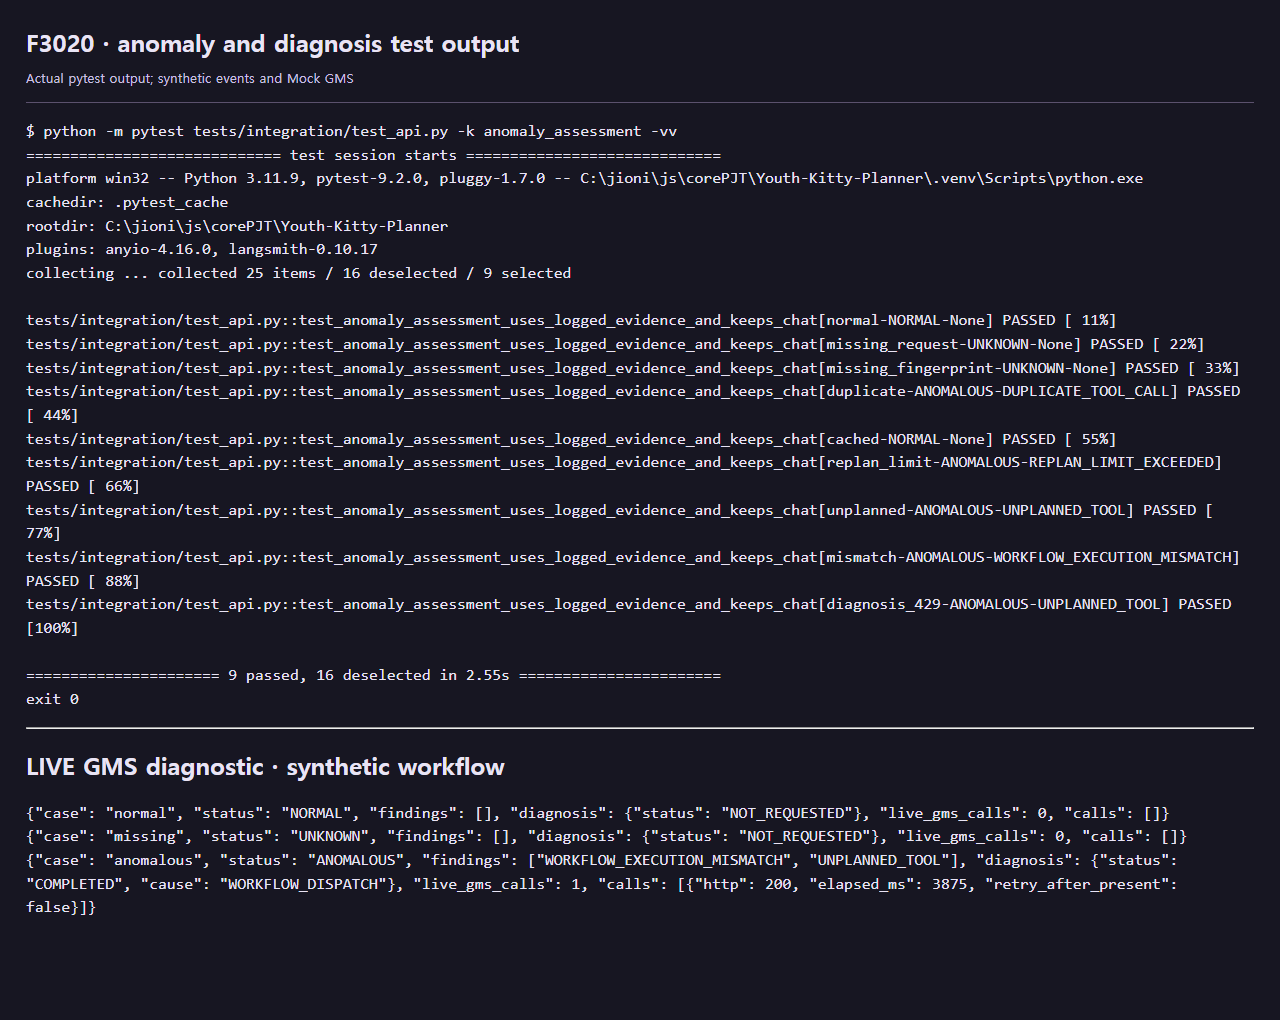 F3020 · anomaly and diagnosis test output
Actual pytest output; synthetic events and Mock GMS
$ python -m pytest tests/integration/test_api.py -k anomaly_assessment -vv
============================= test session starts =============================
platform win32 -- Python 3.11.9, pytest-9.2.0, pluggy-1.7.0 -- C:\jioni\js\corePJT\Youth-Kitty-Planner\.venv\Scripts\python.exe
cachedir: .pytest_cache
rootdir: C:\jioni\js\corePJT\Youth-Kitty-Planner
plugins: anyio-4.16.0, langsmith-0.10.17
collecting ... collected 25 items / 16 deselected / 9 selected
tests/integration/test_api.py::test_anomaly_assessment_uses_logged_evidence_and_keeps_chat[normal-NORMAL-None] PASSED [ 11%]
tests/integration/test_api.py::test_anomaly_assessment_uses_logged_evidence_and_keeps_chat[missing_request-UNKNOWN-None] PASSED [ 22%]
tests/integration/test_api.py::test_anomaly_assessment_uses_logged_evidence_and_keeps_chat[missing_fingerprint-UNKNOWN-None] PASSED [ 33%]
tests/integration/test_api.py::test_anomaly_assessment_uses_logged_evidence_and_keeps_chat[duplicate-ANOMALOUS-DUPLICATE_TOOL_CALL] PASSED
[ 44%]
tests/integration/test_api.py::test_anomaly_assessment_uses_logged_evidence_and_keeps_chat[cached-NORMAL-None] PASSED [ 55%]
tests/integration/test_api.py::test_anomaly_assessment_uses_logged_evidence_and_keeps_chat[replan_limit-ANOMALOUS-REPLAN_LIMIT_EXCEEDED]
PASSED [ 66%]
tests/integration/test_api.py::test_anomaly_assessment_uses_logged_evidence_and_keeps_chat[unplanned-ANOMALOUS-UNPLANNED_TOOL] PASSED [
77%]
tests/integration/test_api.py::test_anomaly_assessment_uses_logged_evidence_and_keeps_chat[mismatch-ANOMALOUS-WORKFLOW_EXECUTION_MISMATCH]
PASSED [ 88%]
tests/integration/test_api.py::test_anomaly_assessment_uses_logged_evidence_and_keeps_chat[diagnosis_429-ANOMALOUS-UNPLANNED_TOOL] PASSED
[100%]
====================== 9 passed, 16 deselected in 2.55s =======================
exit 0
LIVE GMS diagnostic · synthetic workflow
{"case": "normal", "status": "NORMAL", "findings": [], "diagnosis": {"status": "NOT_REQUESTED"}, "live_gms_calls": 0, "calls": []}
{"case": "missing", "status": "UNKNOWN", "findings": [], "diagnosis": {"status": "NOT_REQUESTED"}, "live_gms_calls": 0, "calls": []}
{"case": "anomalous", "status": "ANOMALOUS", "findings": ["WORKFLOW_EXECUTION_MISMATCH", "UNPLANNED_TOOL"], "diagnosis": {"status":
"COMPLETED", "cause": "WORKFLOW_DISPATCH"}, "live_gms_calls": 1, "calls": [{"http": 200, "elapsed_ms": 3875, "retry_after_present":
false}]}